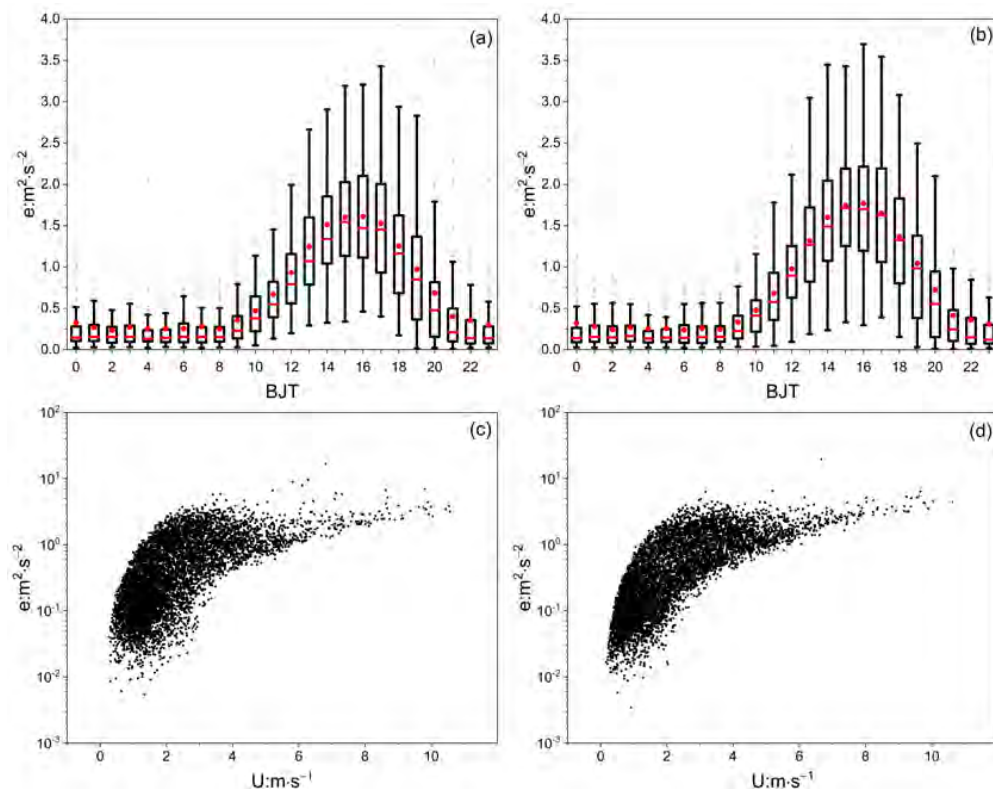 (a)
4.0
3.5
3.0
2.5
2.0
1.5
1.0
0.5
0.0
e:m²·s⁻²
0 2 4 6 8 10 12 14 16 18 20 22
BJT
(b)
4.0
3.5
3.0
2.5
2.0
1.5
1.0
0.5
0.0
e:m²·s⁻²
0 2 4 6 8 10 12 14 16 18 20 22
BJT
(c)
10²
10¹
10⁰
10⁻¹
10⁻²
10⁻³
e:m²·s⁻²
0 2 4 6 8 10
U:m·s⁻¹
(d)
10²
10¹
10⁰
10⁻¹
10⁻²
10⁻³
e:m²·s⁻²
0 2 4 6 8 10
U:m·s⁻¹